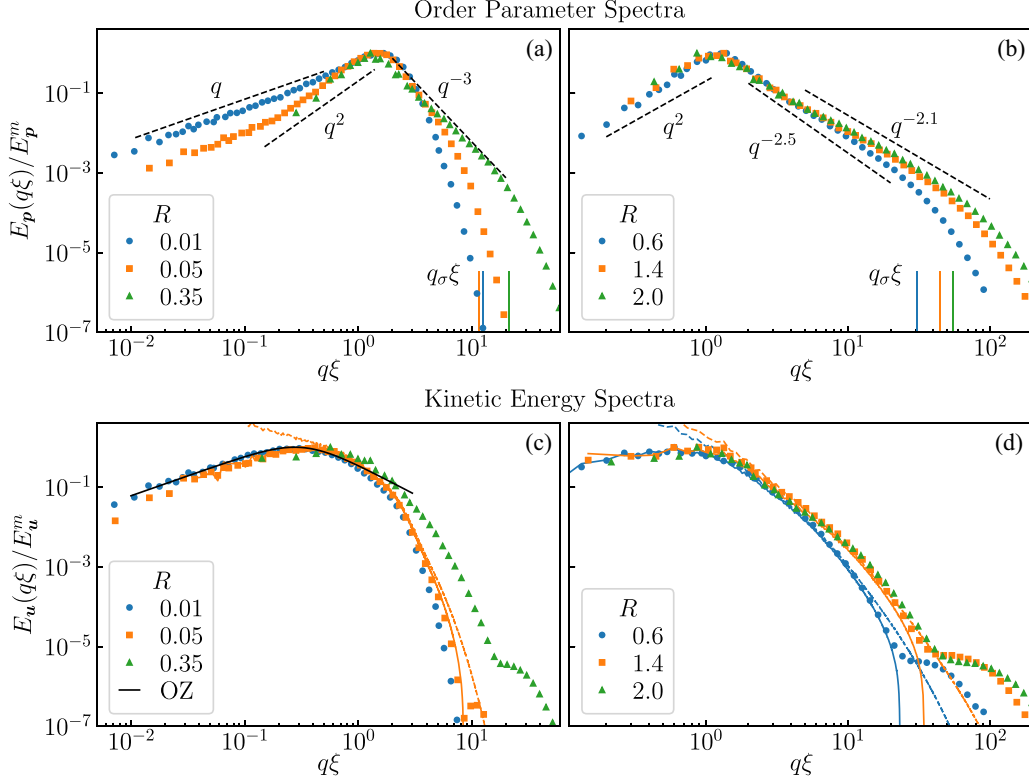 Order Parameter Spectra
(a)
(b)
E_p(qξ)/E_p^m
10^{-1}
10^{-3}
10^{-5}
10^{-7}
q
q^{-3}
q^2
R
0.01
0.05
0.35
q_σξ
10^{-2} 10^{-1} 10^0 10^1
qξ
q^2
q^{-2.5}
q^{-2.1}
R
0.6
1.4
2.0
q_σξ
10^0 10^1 10^2
qξ
Kinetic Energy Spectra
(c)
(d)
E_u(qξ)/E_u^m
10^{-1}
10^{-3}
10^{-5}
10^{-7}
R
0.01
0.05
0.35
OZ
10^{-2} 10^{-1} 10^0 10^1
qξ
R
0.6
1.4
2.0
10^0 10^1 10^2
qξ